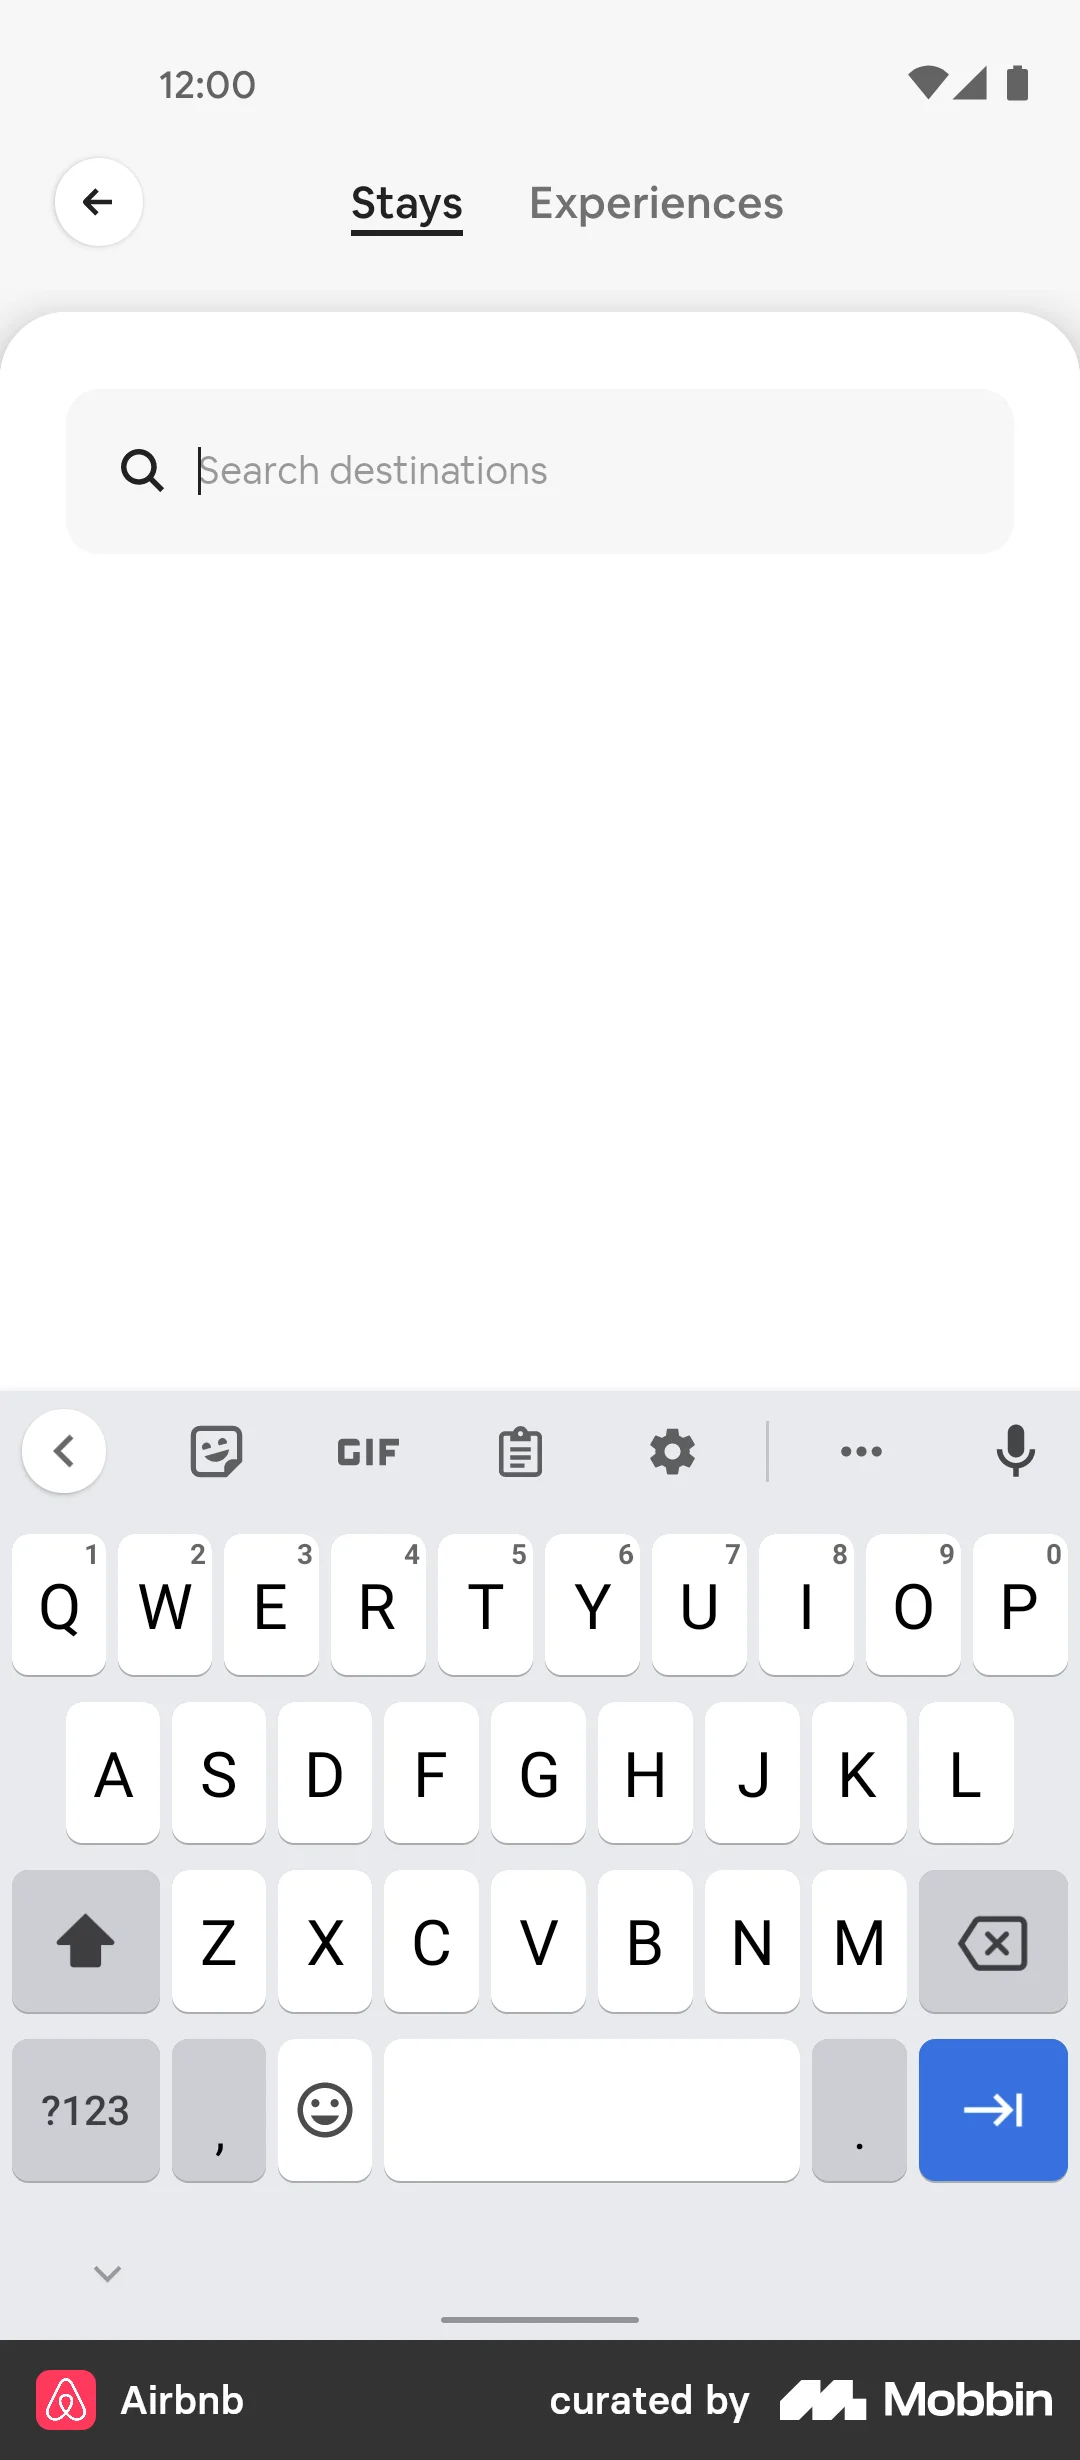 12:00
Stays Experiences
Search destinations
GIF
1 2 3 4 5 6 7 8 9 0
Q W E R T Y U I O P
A S D F G H J K L
Z X C V B N M
?123 , .
Airbnb curated by Mobbin